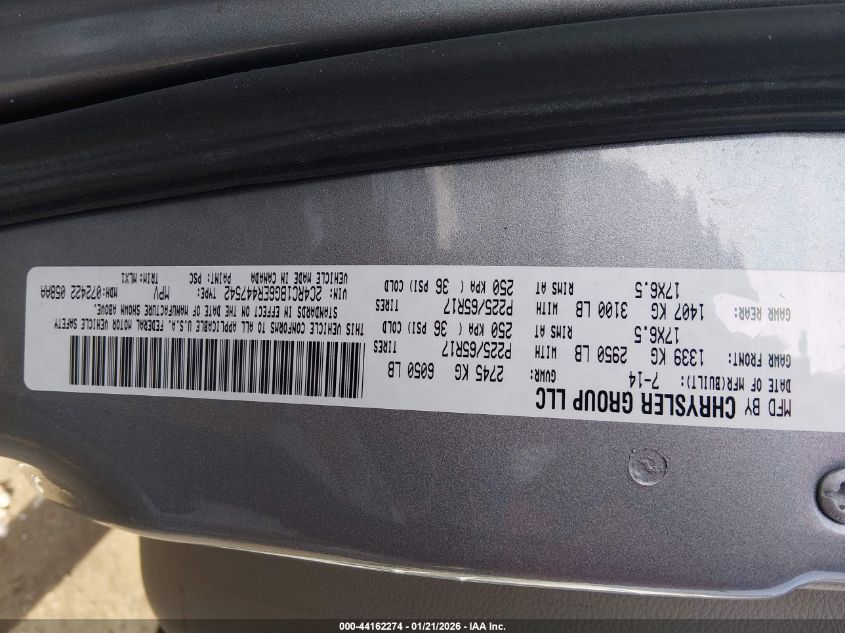 MFD BY CHRYSLER GROUP LLC
DATE OF MFR(BUILT): 7-14 GVWR: 2745 KG 6050 LB
GAWR FRONT: 1339 KG 2950 LB WITH P225/65R17 TIRES
17X6.5 RIMS AT 250 KPA ( 36 PSI) COLD
GAWR REAR: 1407 KG 3100 LB WITH P225/65R17 TIRES
17X6.5 RIMS AT 250 KPA ( 36 PSI) COLD
THIS VEHICLE CONFORMS TO ALL APPLICABLE U.S.A. FEDERAL MOTOR VEHICLE SAFETY
STANDARDS IN EFFECT ON THE DATE OF MANUFACTURE SHOWN ABOVE.
VIN: 2C4RC1BG6ER447542 TYPE: MPV MDH:072422 058AA
VEHICLE MADE IN CANADA PAINT: PSC TRIM:MLX1
000-44162274 - 01/21/2026 - IAA Inc.